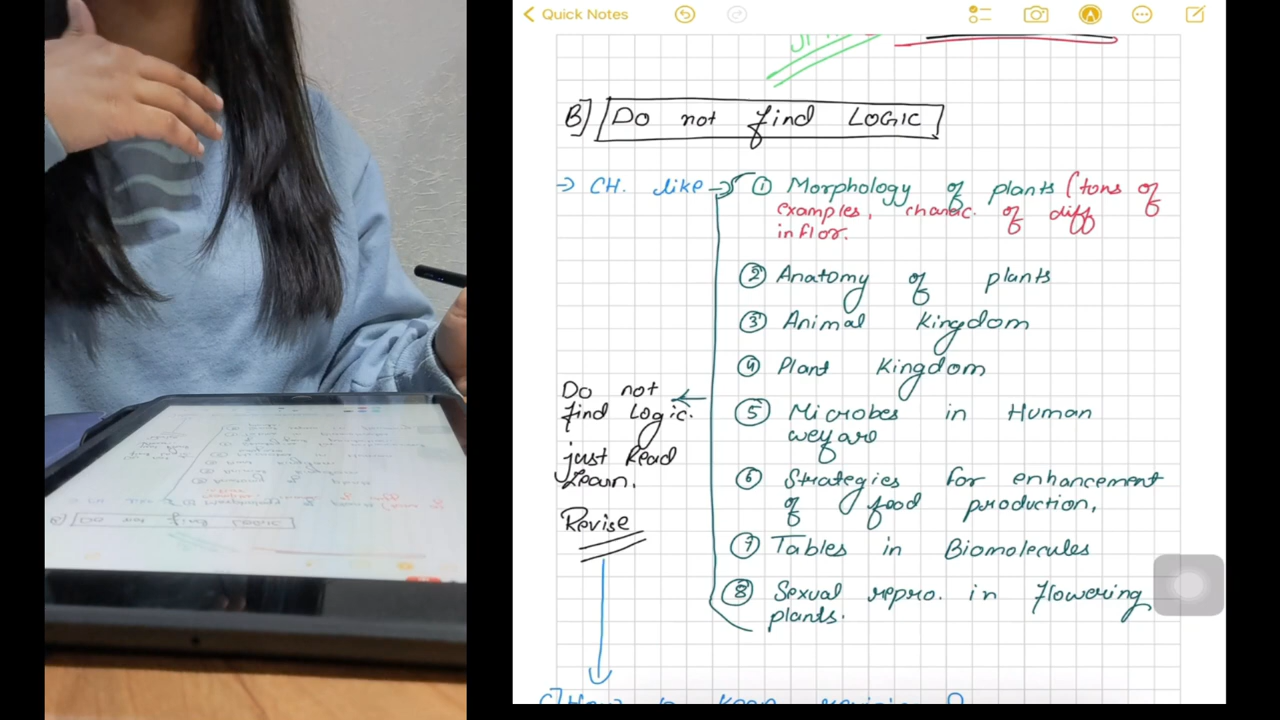 Quick Notes
B] Do not find LOGIC
→ CH. like → ① Morphology of plants (tons of
examples, charac. of diff
inflor.
② Anatomy of plants
③ Animal Kingdom
④ Plant Kingdom
Do not
find Logic.
just Read
Learn.
Revise
⑤ Microbes in Human
welfare
⑥ Strategies for enhancement
of food production.
⑦ Tables in Biomolecules
⑧ Sexual repro. in flowering
plants.